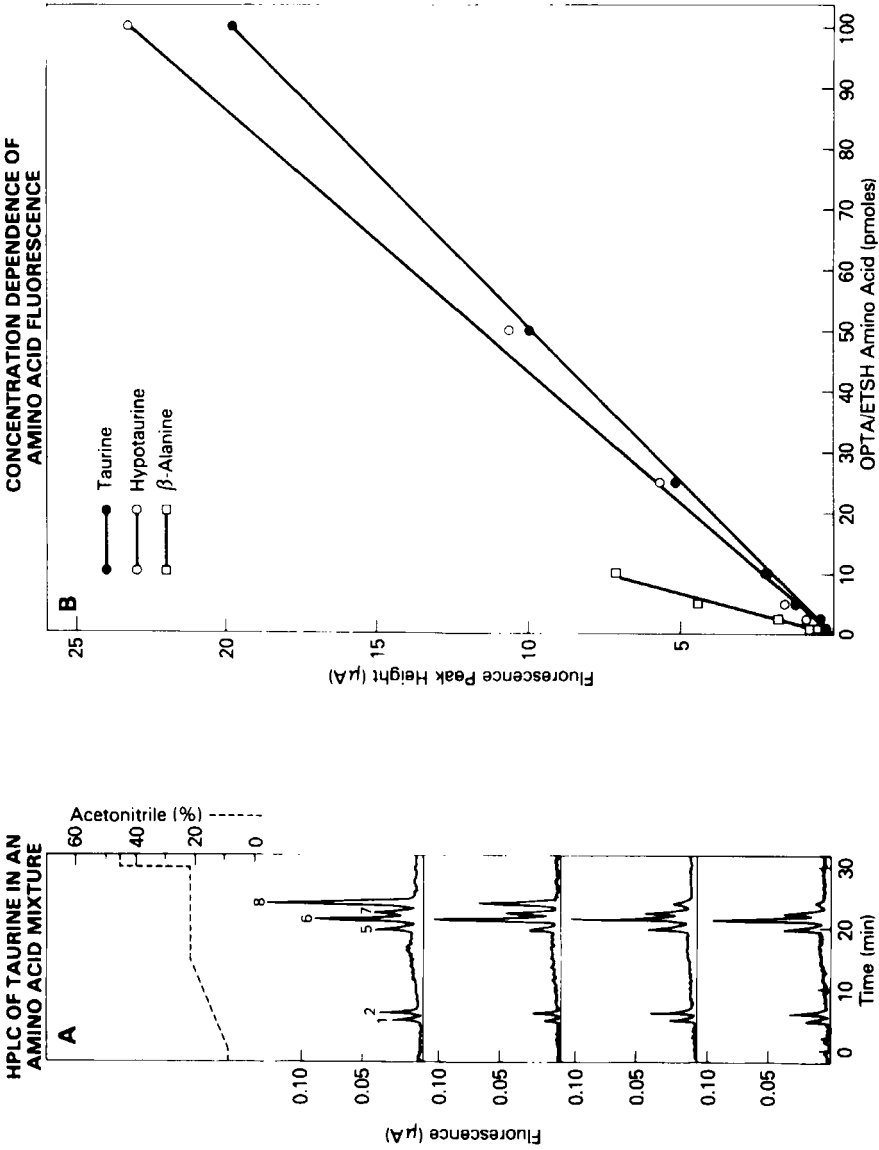 HPLC OF TAURINE IN AN
AMINO ACID MIXTURE
A
Acetonitrile (%)
60
40
20
0
Fluorescence (μA)
0.10
0.05
1
2
5
6
7
8
0.10
0.05
0.10
0.05
0.10
0.05
0
10
20
30
Time (min)
CONCENTRATION DEPENDENCE OF
AMINO ACID FLUORESCENCE
B
Taurine
Hypotaurine
β-Alanine
Fluorescence Peak Height (μA)
25
20
15
10
5
0
10
20
30
40
50
60
70
80
90
100
OPTA/ETSH Amino Acid (pmoles)